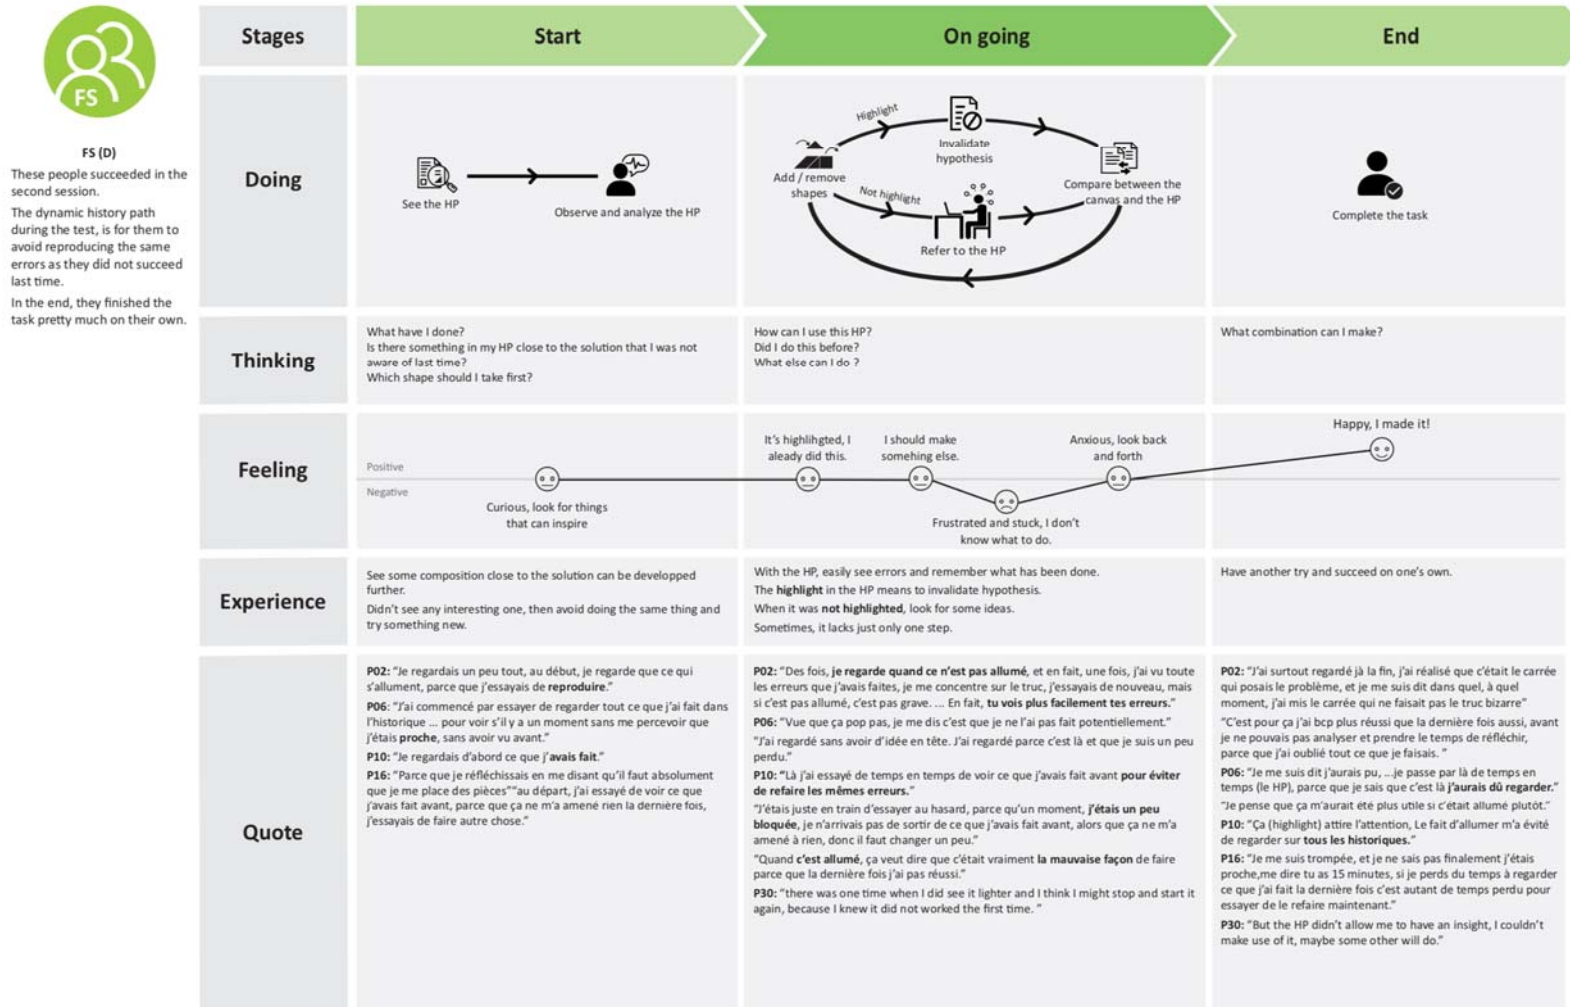 FS
FS (D)
These people succeeded in the
second session.
The dynamic history path
during the test, is for them to
avoid reproducing the same
errors as they did not succeed
last time.
In the end, they finished the
task pretty much on their own.
Stages
Start
On going
End
Doing
See the HP
Observe and analyze the HP
Highlight
Invalidate
hypothesis
Add / remove
shapes
Not highlight
Compare between the
canvas and the HP
Refer to the HP
Complete the task
Thinking
What have I done?
Is there something in my HP close to the solution that I was not
aware of last time?
Which shape should I take first?
How can I use this HP?
Did I do this before?
What else can I do ?
What combination can I make?
Feeling
Positive
Negative
Curious, look for things
that can inspire
It's highlihgted, I
aleady did this.
I should make
somehing else.
Frustrated and stuck, I don't
know what to do.
Anxious, look back
and forth
Happy, I made it!
Experience
See some composition close to the solution can be developped
further.
Didn't see any interesting one, then avoid doing the same thing and
try something new.
With the HP, easily see errors and remember what has been done.
The highlight in the HP means to invalidate hypothesis.
When it was not highlighted, look for some ideas.
Sometimes, it lacks just only one step.
Have another try and succeed on one's own.
Quote
P02: "Je regardais un peu tout, au début, je regarde que ce qui
s'allument, parce que j'essayais de reproduire."
P06: "J'ai commencé par essayer de regarder tout ce que j'ai fait dans
l'historique ... pour voir s'il y a un moment sans me percevoir que
j'étais proche, sans avoir vu avant."
P10: "Je regardais d'abord ce que j'avais fait."
P16: "Parce que je réfléchissais en me disant qu'il faut absolument
que je me place des pièces""au départ, j'ai essayé de voir ce que
j'avais fait avant, parce que ça ne m'a amené rien la dernière fois,
j'essayais de faire autre chose."
P02: "Des fois, je regarde quand ce n'est pas allumé, et en fait, une fois, j'ai vu toute
les erreurs que j'avais faites, je me concentre sur le truc, j'essayais de nouveau, mais
si c'est pas allumé, c'est pas grave. ... En fait, tu vois plus facilement tes erreurs."
P06: "Vue que ça pop pas, je me dis c'est que je ne l'ai pas fait potentiellement."
"J'ai regardé sans avoir d'idée en tête. J'ai regardé parce c'est là et que je suis un peu
perdu."
P10: "Là j'ai essayé de temps en temps de voir ce que j'avais fait avant pour éviter
de refaire les mêmes erreurs."
"J'étais juste en train d'essayer au hasard, parce qu'un moment, j'étais un peu
bloquée, je n'arrivais pas de sortir de ce que j'avais fait avant, alors que ça ne m'a
amené à rien, donc il faut changer un peu."
"Quand c'est allumé, ça veut dire que c'était vraiment la mauvaise façon de faire
parce que la dernière fois j'ai pas réussi."
P30: "there was one time when I did see it lighter and I think I might stop and start it
again, because I knew it did not worked the first time. "
P02: "J'ai surtout regardé jà la fin, j'ai réalisé que c'était le carrée
qui posais le problème, et je me suis dit dans quel, à quel
moment, j'ai mis le carrée qui ne faisait pas le truc bizarre"
"C'est pour ça j'ai bcp plus réussi que la dernière fois aussi, avant
je ne pouvais pas analyser et prendre le temps de réfléchir,
parce que j'ai oublié tout ce que je faisais. "
P06: "Je me suis dit j'aurais pu, ...je passe par là de temps en
temps (le HP), parce que je sais que c'est là j'aurais dû regarder."
"Je pense que ça m'aurait été plus utile si c'était allumé plutôt."
P10: "Ça (highlight) attire l'attention, Le fait d'allumer m'a évité
de regarder sur tous les historiques."
P16: "Je me suis trompée, et je ne sais pas finalement j'étais
proche,me dire tu as 15 minutes, si je perds du temps à regarder
ce que j'ai fait la dernière fois c'est autant de temps perdu pour
essayer de le refaire maintenant."
P30: "But the HP didn't allow me to have an insight, I couldn't
make use of it, maybe some other will do."